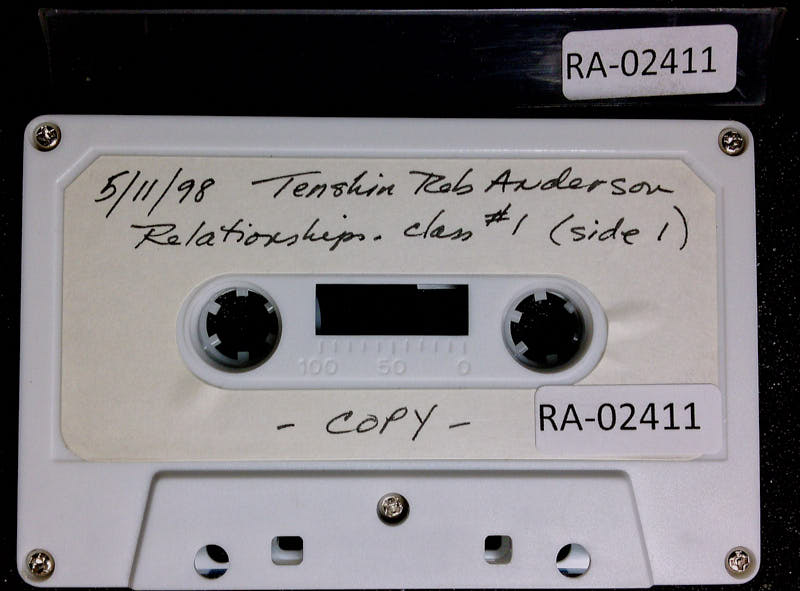 RA-02411
5/11/98 Tenshin Reb Anderson
Relationships. class #1 (side 1)
100 50 0
- COPY -
RA-02411